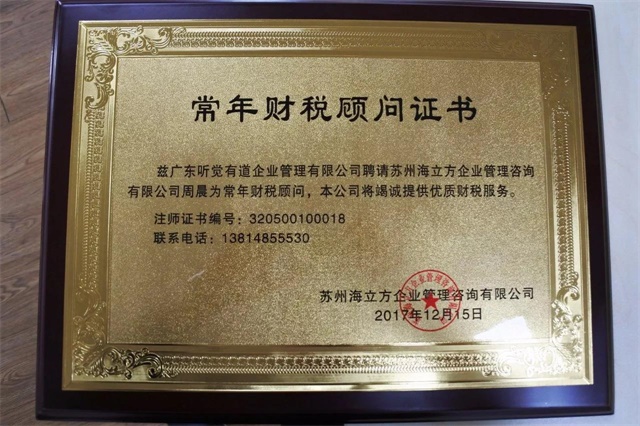 常年财税顾问证书
兹广东听觉有道企业管理有限公司聘请苏州海立方企业管理咨询
有限公司周晨为常年财税顾问，本公司将竭诚提供优质财税服务。
注师证书编号：320500100018
联系电话：13814855530
苏州海立方企业管理咨询有限公司
2017年12月15日